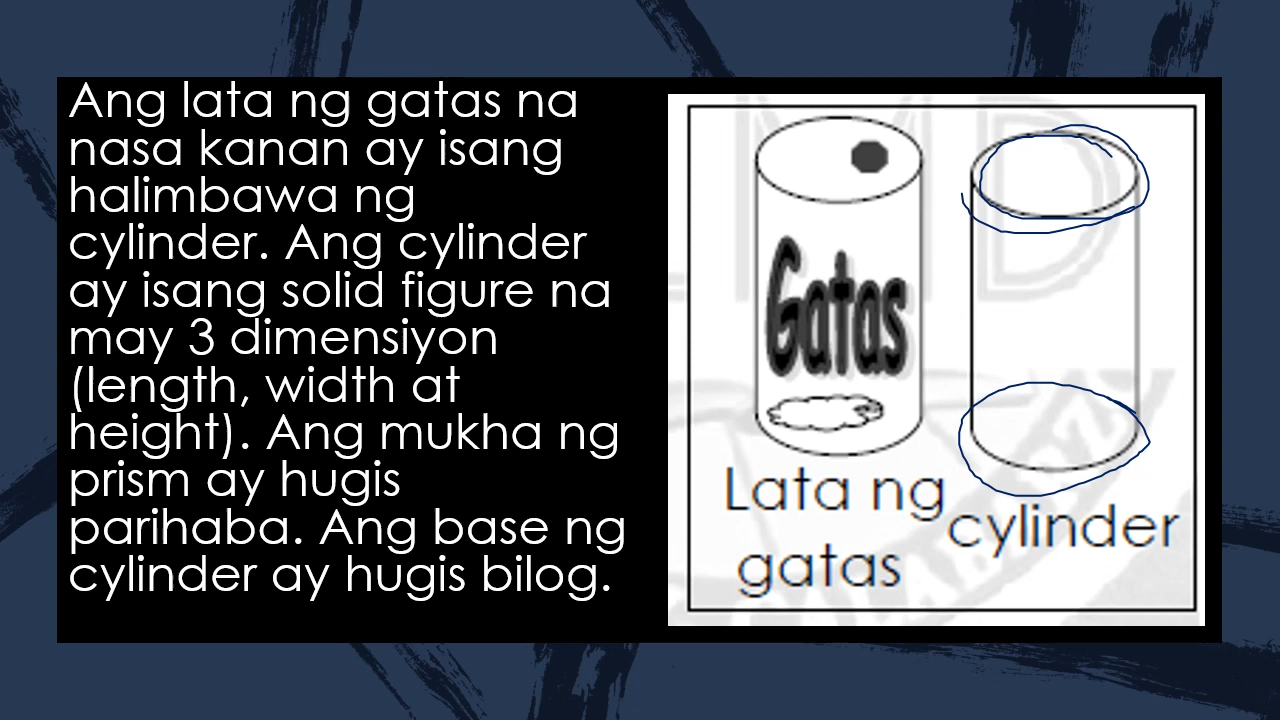 Ang lata ng gatas na
nasa kanan ay isang
halimbawa ng
cylinder. Ang cylinder
ay isang solid figure na
may 3 dimensiyon
(length, width at
height). Ang mukha ng
prism ay hugis
parihaba. Ang base ng
cylinder ay hugis bilog.
Gatas
Lata ng
gatas
cylinder